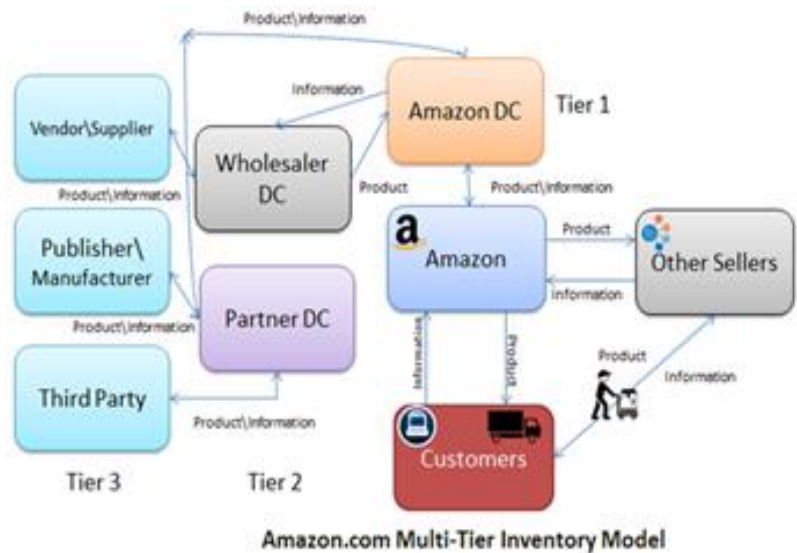 Product\Information
Information
Vendor\Supplier
Amazon DC
Tier 1
Wholesaler
DC
Product
Product\Information
Product\Information
Publisher\
Manufacturer
a
Amazon
Product
Other Sellers
Information
Partner DC
Product\Information
Information
Product
Product
Information
Third Party
Product\Information
Customers
Tier 3
Tier 2
Amazon.com Multi-Tier Inventory Model